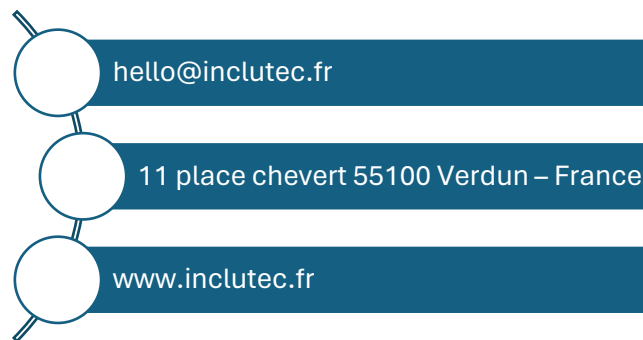 hello@inclutec.fr
11 place chevert 55100 Verdun – France
www.inclutec.fr